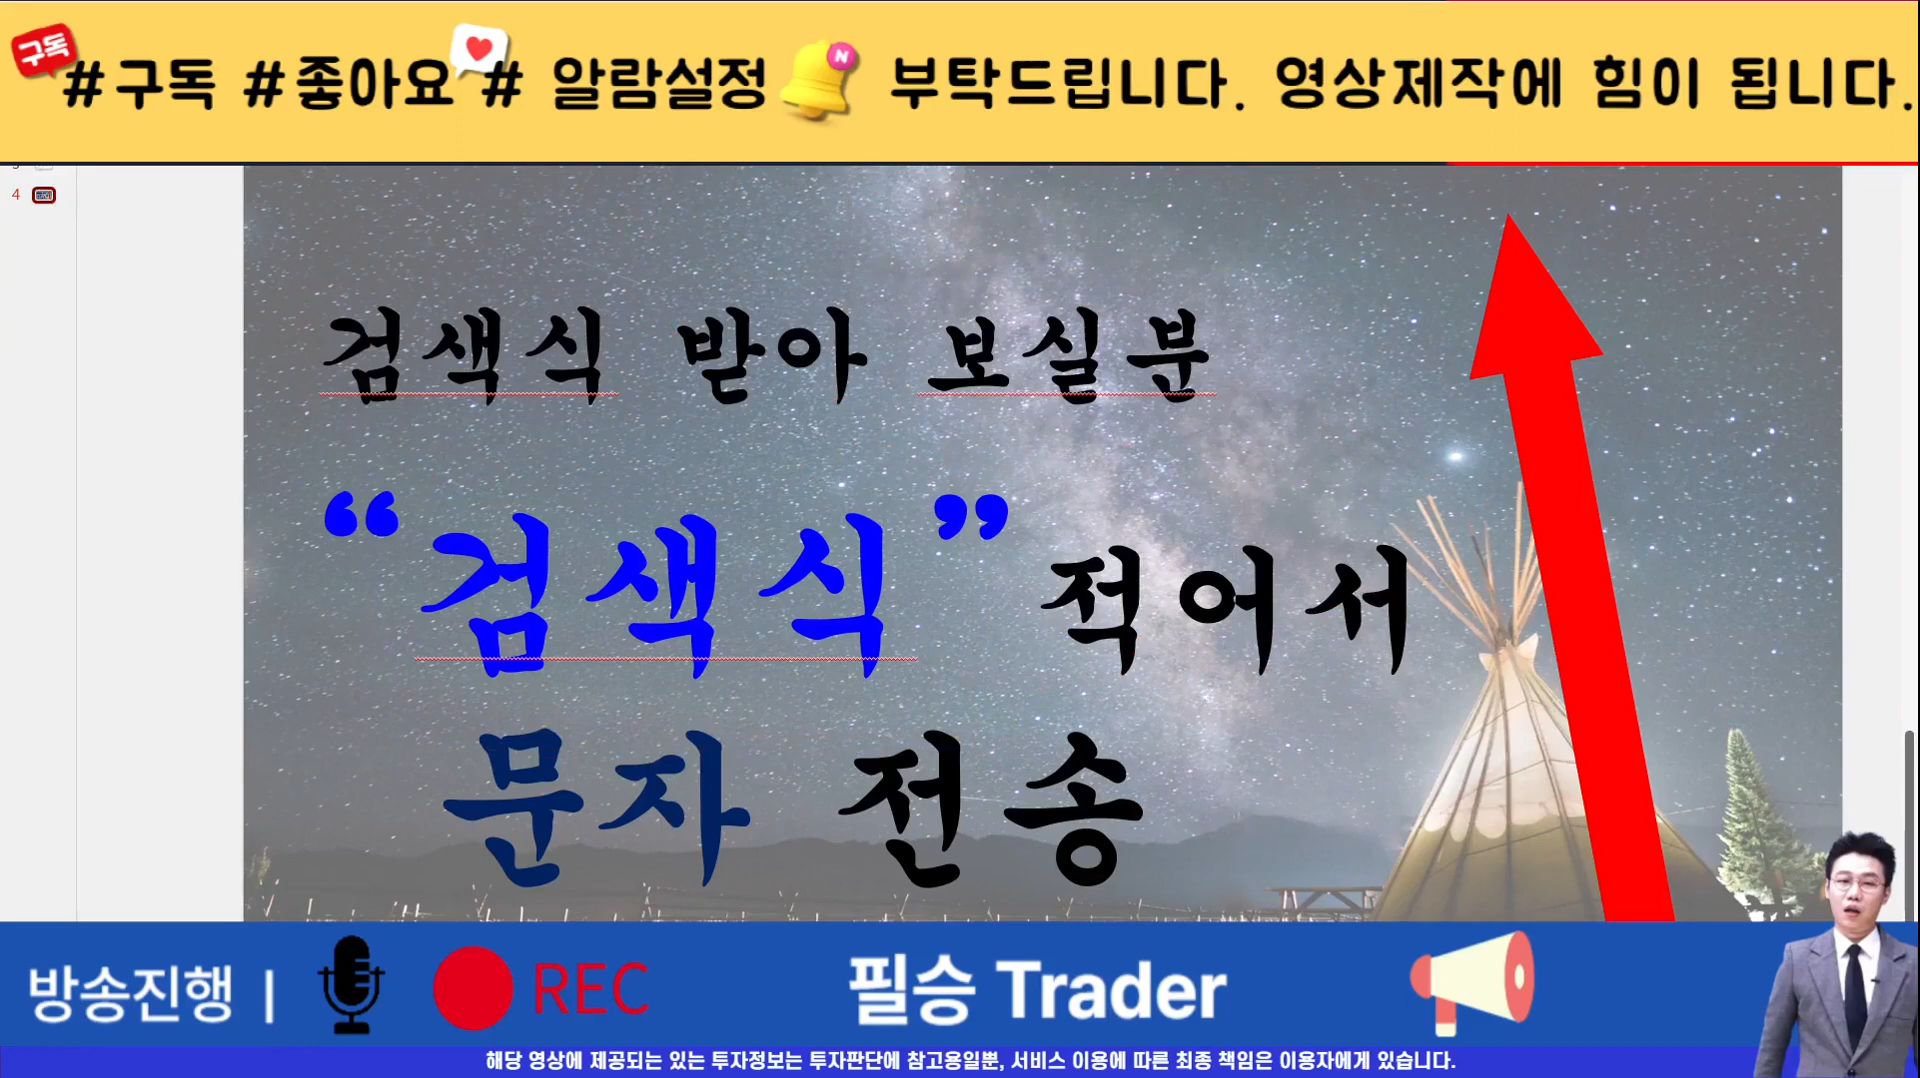 구독
#구독 #좋아요 # 알람설정 N 부탁드립니다. 영상제작에 힘이 됩니다.
4
검색식 받아 보실분
“검색식” 적어서
문자 전송
방송진행 | REC 필승 Trader
해당 영상에 제공되는 있는 투자정보는 투자판단에 참고용일뿐, 서비스 이용에 따른 최종 책임은 이용자에게 있습니다.